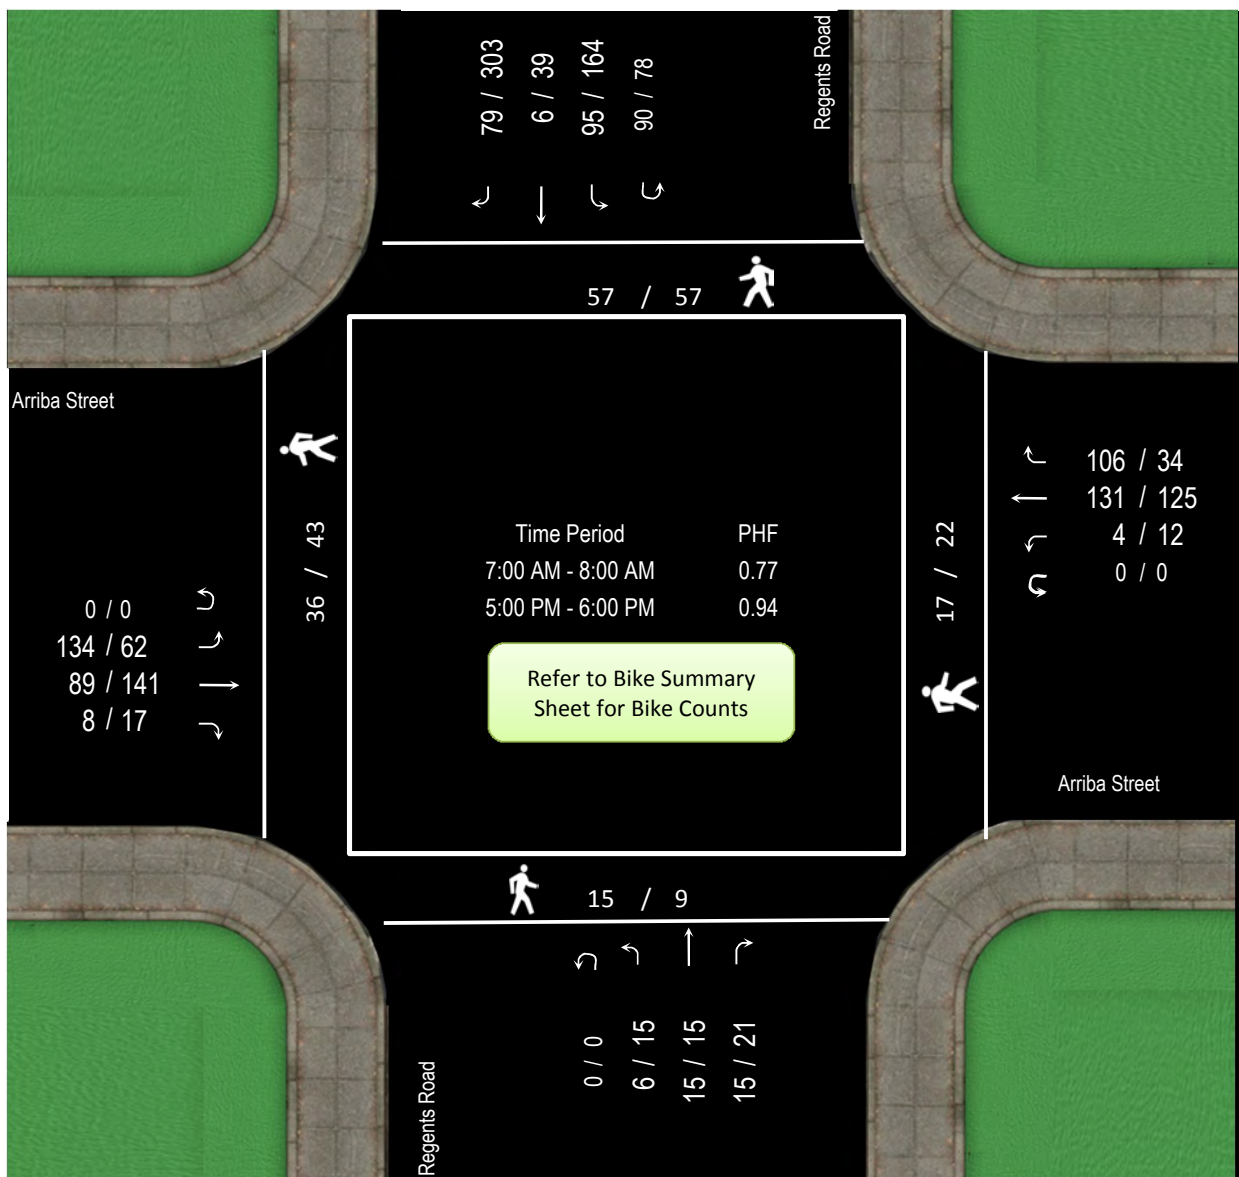 79 / 303
6 / 39
95 / 164
90 / 78
Regents Road
57 / 57
Arriba Street
106 / 34
131 / 125
4 / 12
0 / 0
36 / 43
Time Period PHF
7:00 AM - 8:00 AM 0.77
5:00 PM - 6:00 PM 0.94
17 / 22
0 / 0
134 / 62
89 / 141
8 / 17
Refer to Bike Summary
Sheet for Bike Counts
Arriba Street
15 / 9
0 / 0
6 / 15
15 / 15
15 / 21
Regents Road